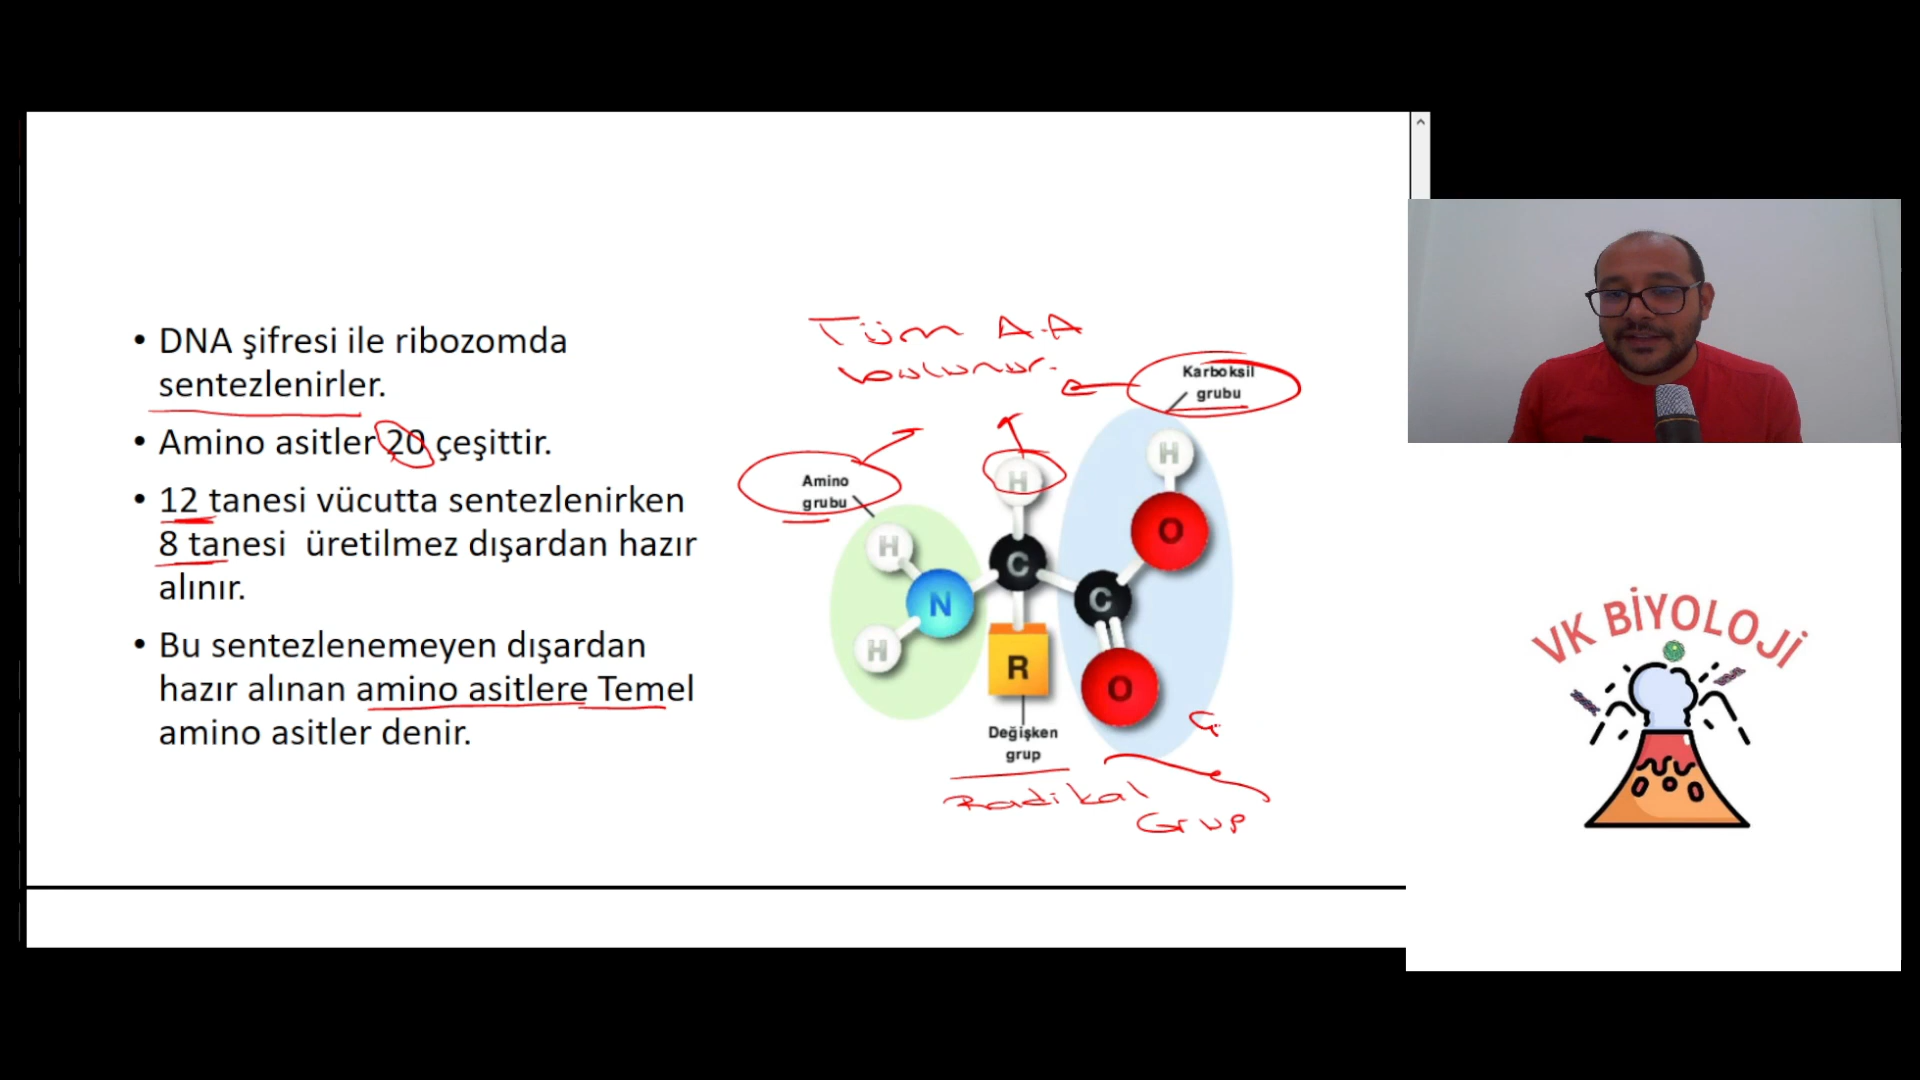 • DNA şifresi ile ribozomda
sentezlenirler.
• Amino asitler 20 çeşittir.
• 12 tanesi vücutta sentezlenirken
8 tanesi üretilmez dışardan hazır
alınır.
• Bu sentezlenemeyen dışardan
hazır alınan amino asitlere Temel
amino asitler denir.
Tüm A.A
bulunur.
Karboksil
grubu
Amino
grubu
H
H
H
O
C
N
C
H
R
O
Değişken
grup
Radikal
Grup
VK BİYOLOJİ